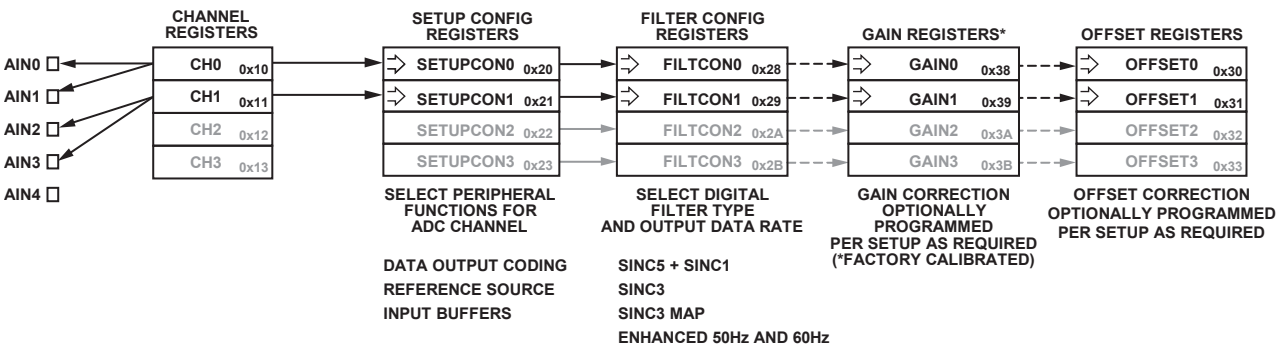 CHANNEL
REGISTERS
SETUP CONFIG
REGISTERS
FILTER CONFIG
REGISTERS
GAIN REGISTERS*
OFFSET REGISTERS
AIN0
CH0 0x10
SETUPCON0 0x20
FILTCON0 0x28
GAIN0 0x38
OFFSET0 0x30
AIN1
CH1 0x11
SETUPCON1 0x21
FILTCON1 0x29
GAIN1 0x39
OFFSET1 0x31
AIN2
CH2 0x12
SETUPCON2 0x22
FILTCON2 0x2A
GAIN2 0x3A
OFFSET2 0x32
AIN3
CH3 0x13
SETUPCON3 0x23
FILTCON3 0x2B
GAIN3 0x3B
OFFSET3 0x33
AIN4
SELECT PERIPHERAL
FUNCTIONS FOR
ADC CHANNEL
SELECT DIGITAL
FILTER TYPE
AND OUTPUT DATA RATE
GAIN CORRECTION
OPTIONALLY
PROGRAMMED
PER SETUP AS REQUIRED
(*FACTORY CALIBRATED)
OFFSET CORRECTION
OPTIONALLY PROGRAMMED
PER SETUP AS REQUIRED
DATA OUTPUT CODING
REFERENCE SOURCE
INPUT BUFFERS
SINC5 + SINC1
SINC3
SINC3 MAP
ENHANCED 50Hz AND 60Hz